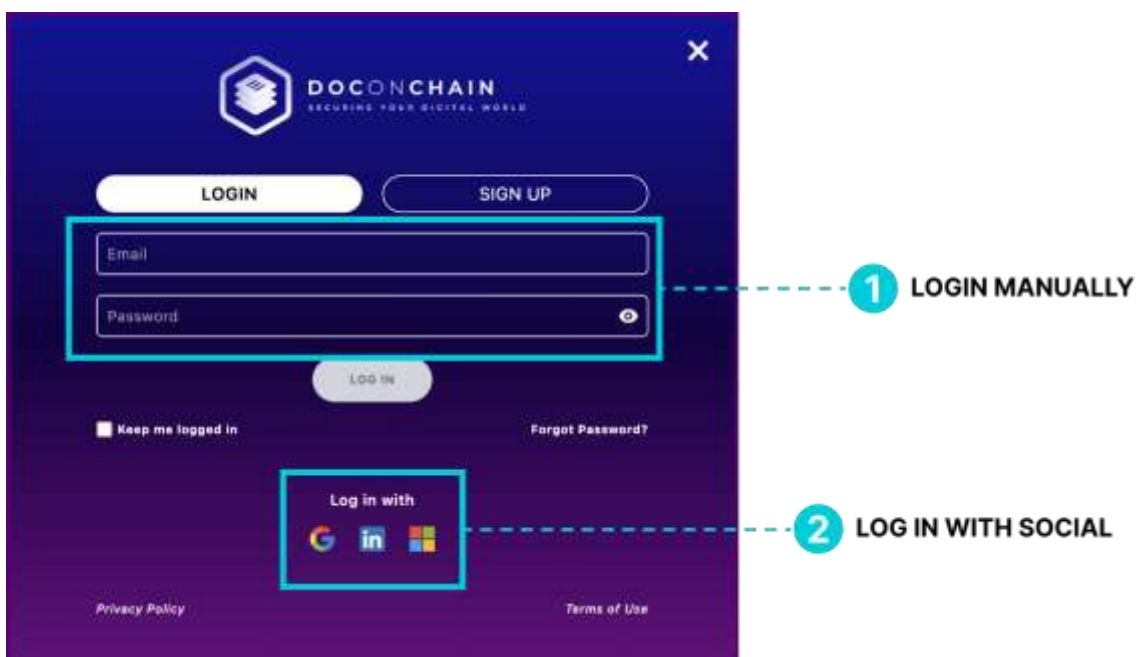 DOCONCHAIN
SECURING YOUR DIGITAL WORLD
LOGIN
SIGN UP
Email
Password
1 LOGIN MANUALLY
LOG IN
Keep me logged in
Forgot Password?
Log in with
in
2 LOG IN WITH SOCIAL
Privacy Policy
Terms of Use